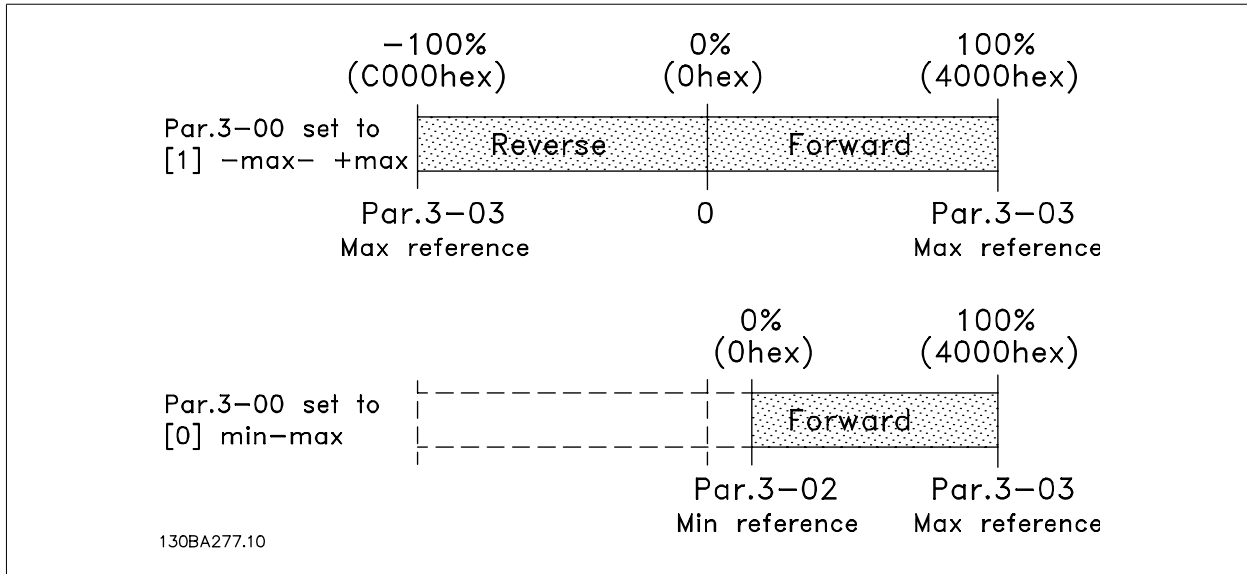 -100% 0% 100%
(C000hex) (0hex) (4000hex)
Par.3-00 set to
[1] -max- +max
Reverse Forward
Par.3-03 0 Par.3-03
Max reference Max reference
0% 100%
(0hex) (4000hex)
Par.3-00 set to
[0] min-max
Forward
Par.3-02 Par.3-03
Min reference Max reference
130BA277.10